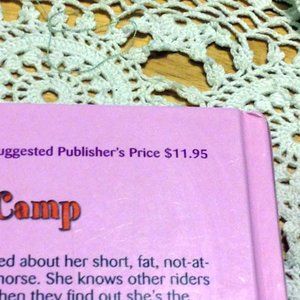 uggested Publisher's Price $11.95
Camp
ed about her short, fat, not-at-
horse. She knows other riders
hen they find out she's the